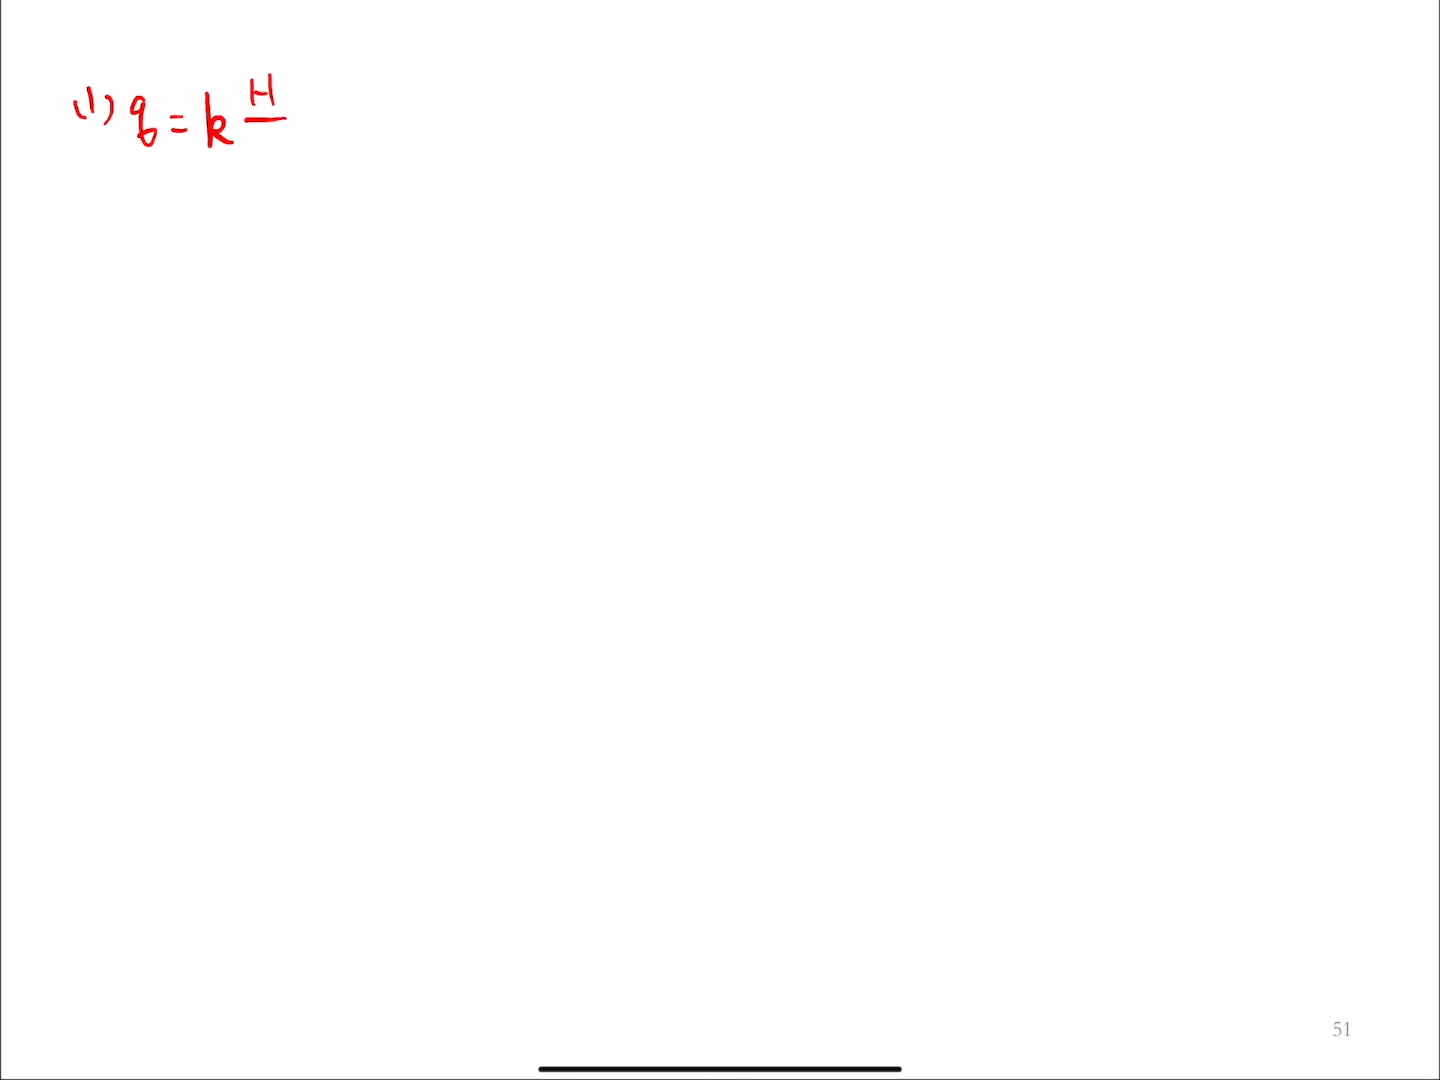 (1) q = k H/
51